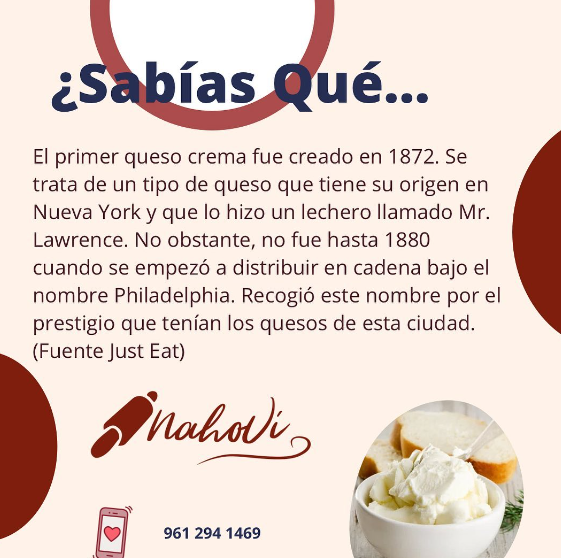 ¿Sabías Qué...
El primer queso crema fue creado en 1872. Se
trata de un tipo de queso que tiene su origen en
Nueva York y que lo hizo un lechero llamado Mr.
Lawrence. No obstante, no fue hasta 1880
cuando se empezó a distribuir en cadena bajo el
nombre Philadelphia. Recogió este nombre por el
prestigio que tenían los quesos de esta ciudad.
(Fuente Just Eat)
Nahovi
961 294 1469